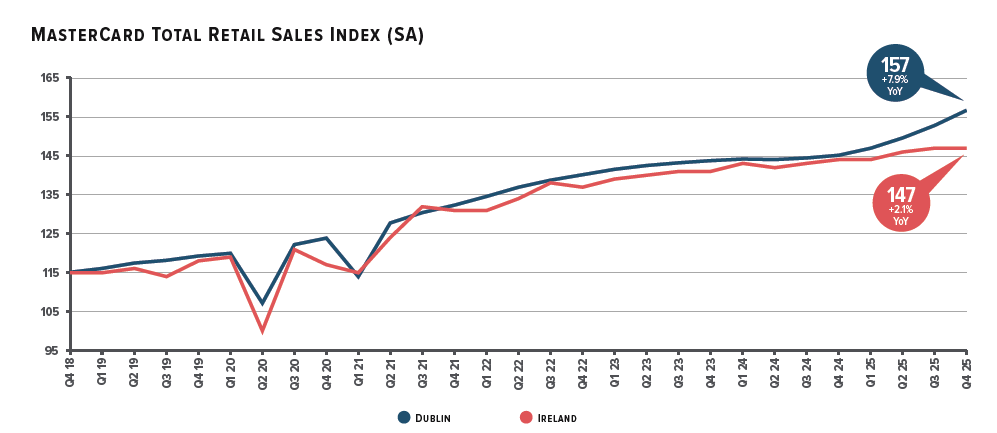 MasterCard Total Retail Sales Index (SA)
157
+7.9%
YoY
165
155
145
135
125
115
105
95
147
+2.1%
YoY
Q4 18
Q1 19
Q2 19
Q3 19
Q4 19
Q1 20
Q2 20
Q3 20
Q4 20
Q1 21
Q2 21
Q3 21
Q4 21
Q1 22
Q2 22
Q3 22
Q4 22
Q1 23
Q2 23
Q3 23
Q4 23
Q1 24
Q2 24
Q3 24
Q4 24
Q1 25
Q2 25
Q3 25
Q4 25
Dublin
Ireland